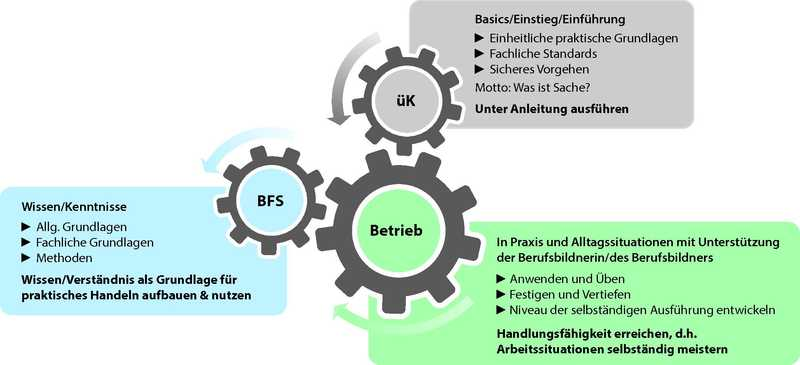 Basics/Einstieg/Einführung
► Einheitliche praktische Grundlagen
► Fachliche Standards
► Sicheres Vorgehen
Motto: Was ist Sache?
Unter Anleitung ausführen
üK
BFS
Betrieb
Wissen/Kenntnisse
► Allg. Grundlagen
► Fachliche Grundlagen
► Methoden
Wissen/Verständnis als Grundlage für
praktisches Handeln aufbauen & nutzen
In Praxis und Alltagssituationen mit Unterstützung
der Berufsbildnerin/des Berufsbildners
► Anwenden und Üben
► Festigen und Vertiefen
► Niveau der selbständigen Ausführung entwickeln
Handlungsfähigkeit erreichen, d.h.
Arbeitssituationen selbständig meistern